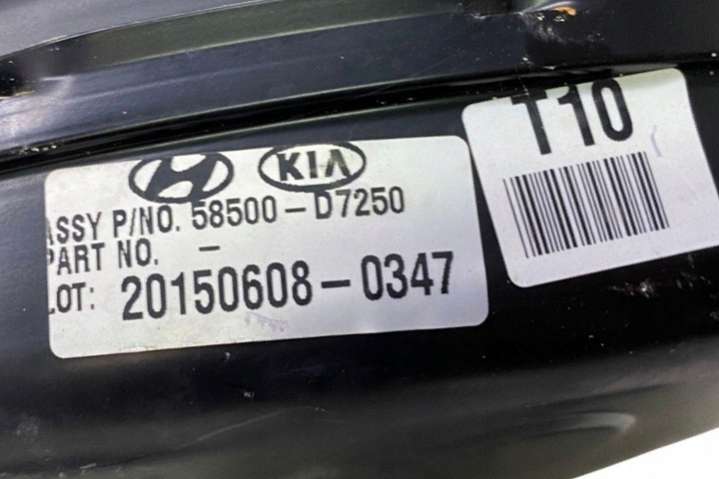 KIA
ASSY P/NO. 58500-D7250
PART NO. -
LOT: 20150608-0347
T10